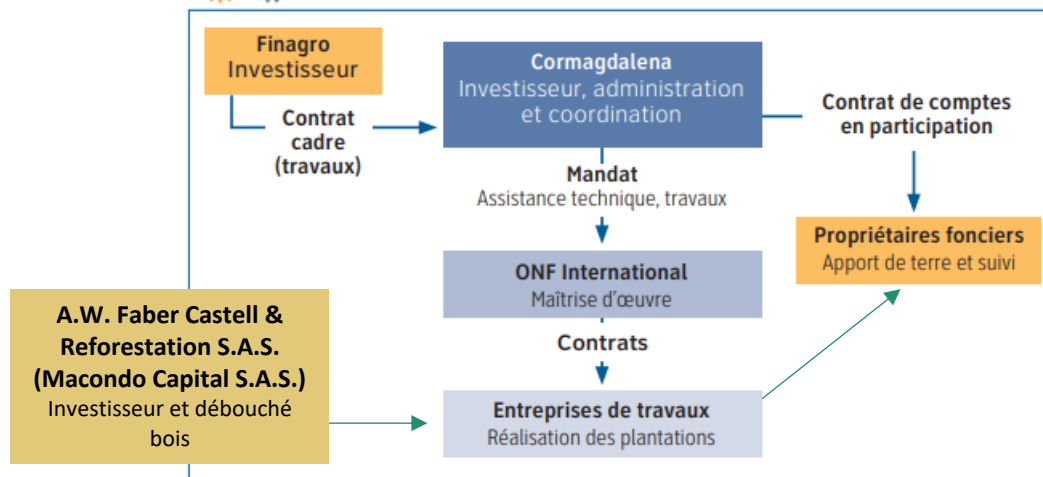 Finagro
Investisseur
Contrat
cadre
(travaux)
Cormagdalena
Investisseur, administration
et coordination
Contrat de comptes
en participation
Mandat
Assistance technique, travaux
Propriétaires fonciers
Apport de terre et suivi
ONF International
Maîtrise d'œuvre
Contrats
A.W. Faber Castell &
Reforestation S.A.S.
(Macondo Capital S.A.S.)
Investisseur et débouché
bois
Entreprises de travaux
Réalisation des plantations